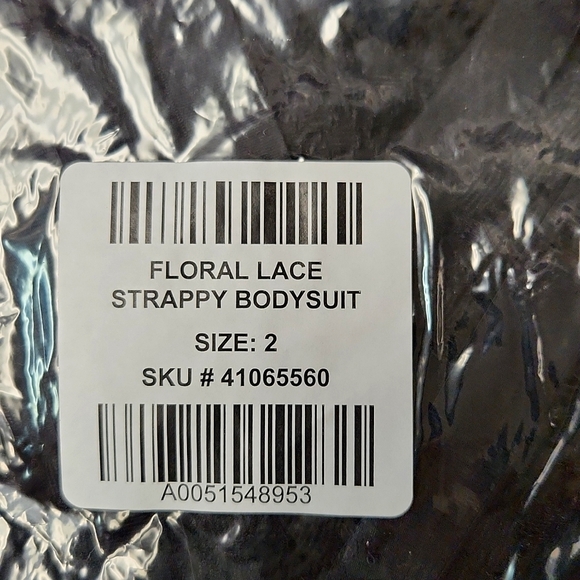 FLORAL LACE
STRAPPY BODYSUIT
SIZE: 2
SKU # 41065560
A0051548953